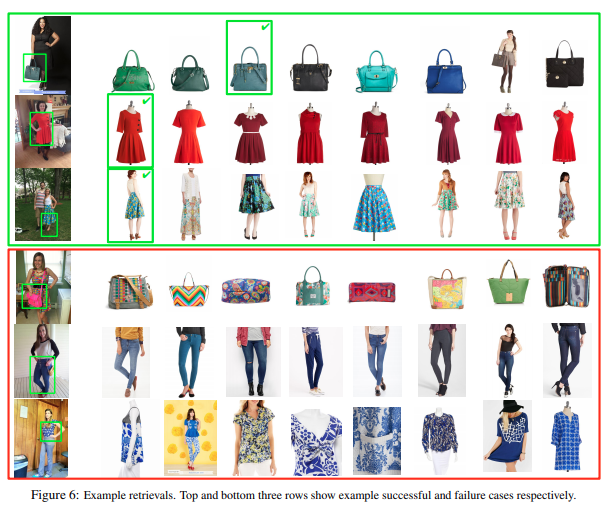 Figure 6: Example retrievals. Top and bottom three rows show example successful and failure cases respectively.